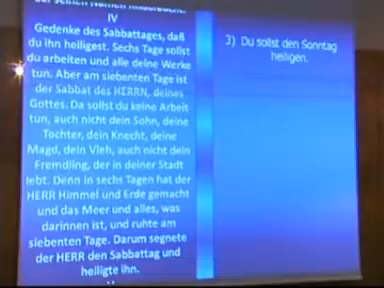 der seinen Namen mißbraucht.
IV
Gedenke des Sabbattages, daß
du ihn heiligest. Sechs Tage sollst
du arbeiten und alle deine Werke
tun. Aber am siebenten Tage ist
der Sabbat des HERRN, deines
Gottes. Da sollst du keine Arbeit
tun, auch nicht dein Sohn, deine
Tochter, dein Knecht, deine
Magd, dein Vieh, auch nicht dein
Fremdling, der in deiner Stadt
lebt. Denn in sechs Tagen hat der
HERR Himmel und Erde gemacht
und das Meer und alles, was
darinnen ist, und ruhte am
siebenten Tage. Darum segnete
der HERR den Sabbattag und
heiligte ihn.
3) Du sollst den Sonntag
heiligen.